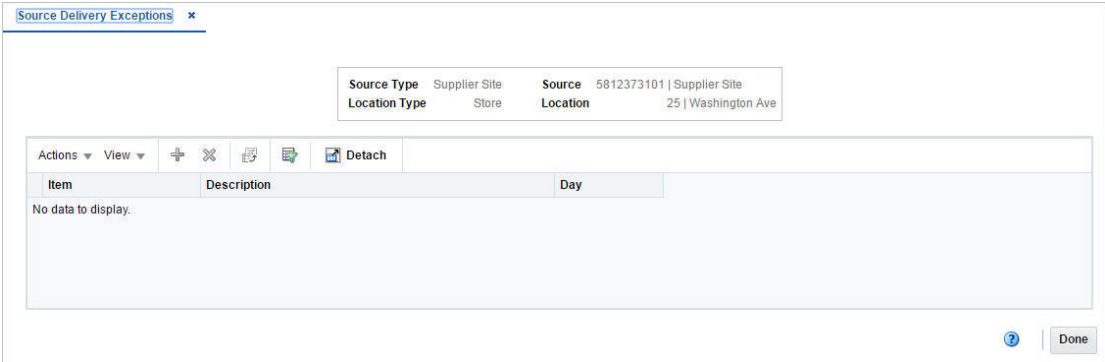 Source Delivery Exceptions
Source Type Supplier Site Source 5812373101 | Supplier Site
Location Type Store Location 25 | Washington Ave
Actions View Detach
Item Description Day
No data to display.
Done